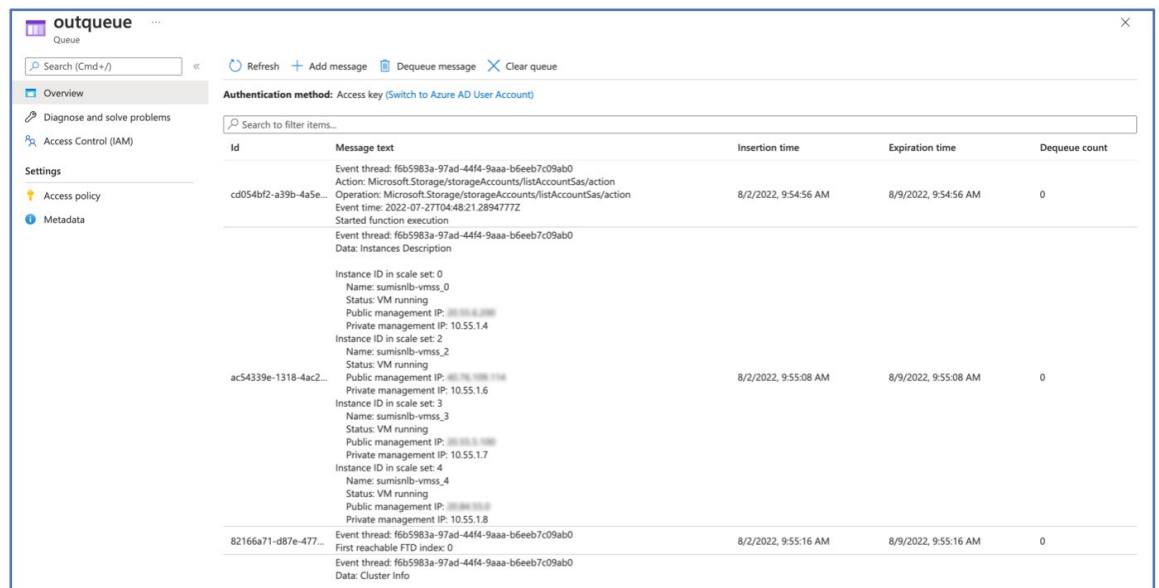 outqueue ...
Queue
Search (Cmd+/)
«
Refresh
Add message
Dequeue message
Clear queue
Overview
Diagnose and solve problems
Access Control (IAM)
Settings
Access policy
Metadata
Authentication method: Access key (Switch to Azure AD User Account)
Search to filter items...
Id Message text Insertion time Expiration time Dequeue count
Event thread: f6b5983a-97ad-44f4-9aaa-b6eeb7c09ab0
Action: Microsoft.Storage/storageAccounts/listAccountSas/action
cd054bf2-a39b-4a5e... Operation: Microsoft.Storage/storageAccounts/listAccountSas/action 8/2/2022, 9:54:56 AM 8/9/2022, 9:54:56 AM 0
Event time: 2022-07-27T04:48:21.2894777Z
Started function execution
Event thread: f6b5983a-97ad-44f4-9aaa-b6eeb7c09ab0
Data: Instances Description
Instance ID in scale set: 0
Name: sumisnlb-vmss_0
Status: VM running
Public management IP:
Private management IP: 10.55.1.4
Instance ID in scale set: 2
Name: sumisnlb-vmss_2
Status: VM running
ac54339e-1318-4ac2... Public management IP: 8/2/2022, 9:55:08 AM 8/9/2022, 9:55:08 AM 0
Private management IP: 10.55.1.6
Instance ID in scale set: 3
Name: sumisnlb-vmss_3
Status: VM running
Public management IP:
Private management IP: 10.55.1.7
Instance ID in scale set: 4
Name: sumisnlb-vmss_4
Status: VM running
Public management IP:
Private management IP: 10.55.1.8
Event thread: f6b5983a-97ad-44f4-9aaa-b6eeb7c09ab0
82166a71-d87e-477... First reachable FTD index: 0 8/2/2022, 9:55:16 AM 8/9/2022, 9:55:16 AM 0
Event thread: f6b5983a-97ad-44f4-9aaa-b6eeb7c09ab0
Data: Cluster Info